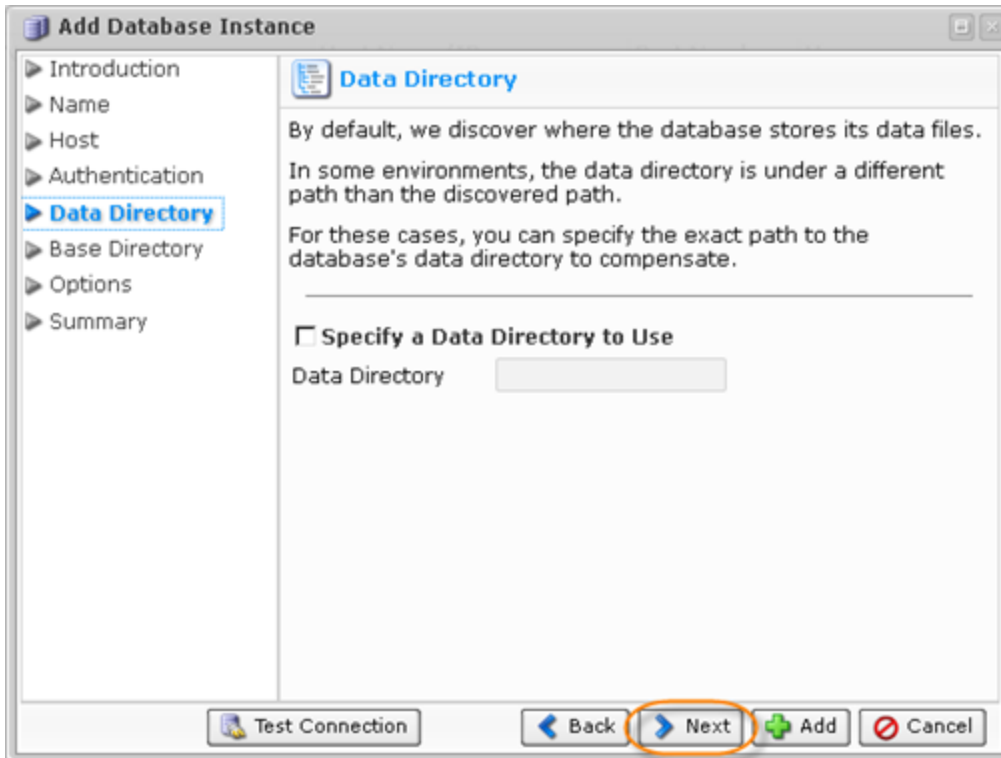 Add Database Instance
Introduction
Name
Host
Authentication
Data Directory
Base Directory
Options
Summary
Data Directory
By default, we discover where the database stores its data files.
In some environments, the data directory is under a different
path than the discovered path.
For these cases, you can specify the exact path to the
database's data directory to compensate.
Specify a Data Directory to Use
Data Directory
Test Connection
Back
Next
Add
Cancel